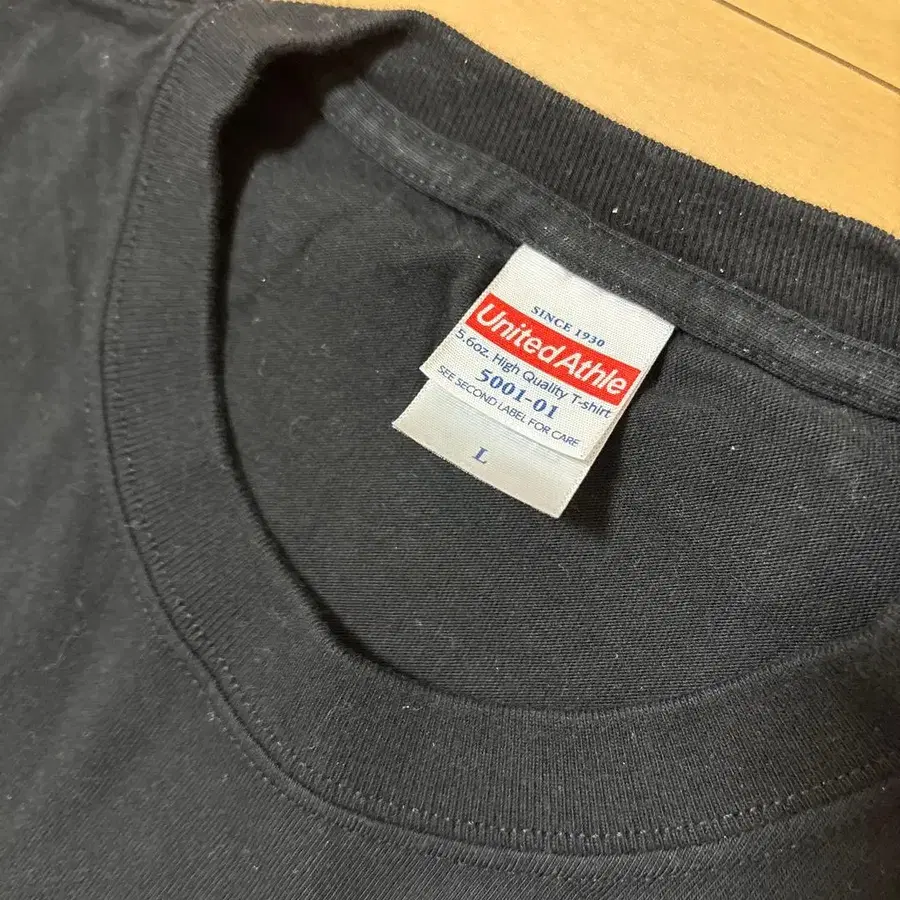 SINCE 1930
UnitedAthle
5.6oz. High Quality T-shirt
5001-01
SEE SECOND LABEL FOR CARE
L